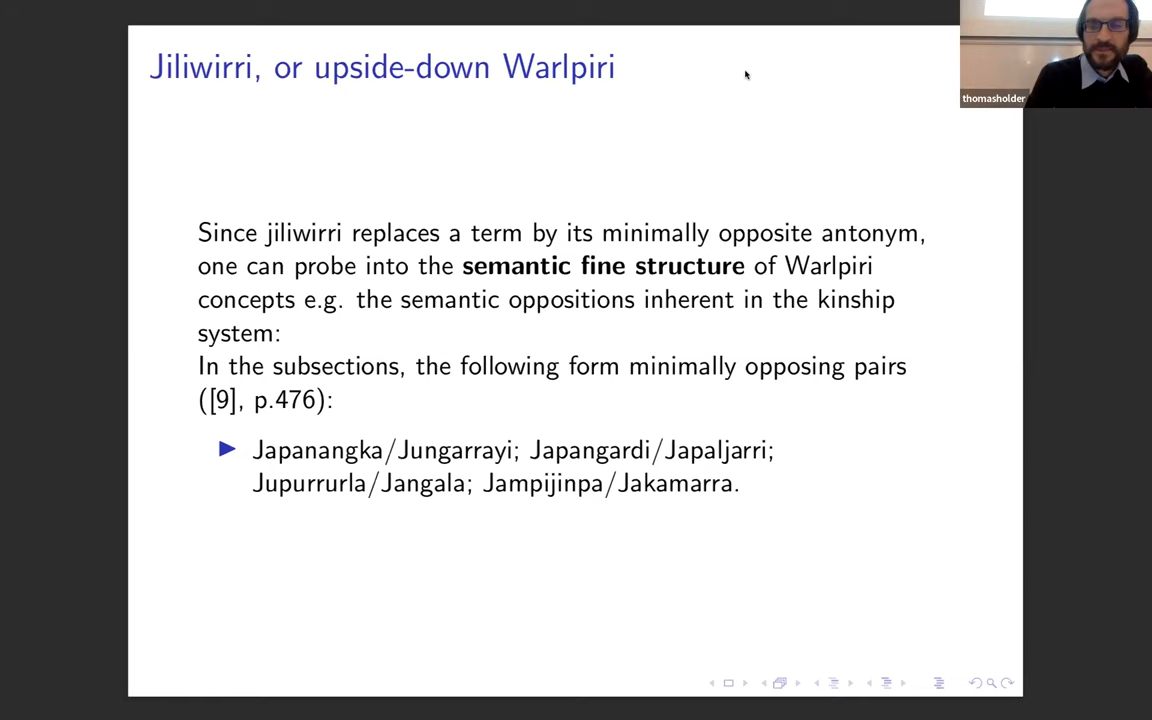 Jiliwirri, or upside-down Warlpiri
thomasholder
Since jiliwirri replaces a term by its minimally opposite antonym,
one can probe into the semantic fine structure of Warlpiri
concepts e.g. the semantic oppositions inherent in the kinship
system:
In the subsections, the following form minimally opposing pairs
([9], p.476):
Japanangka/Jungarrayi; Japangardi/Japaljarri;
Jupurrurla/Jangala; Jampijinpa/Jakamarra.